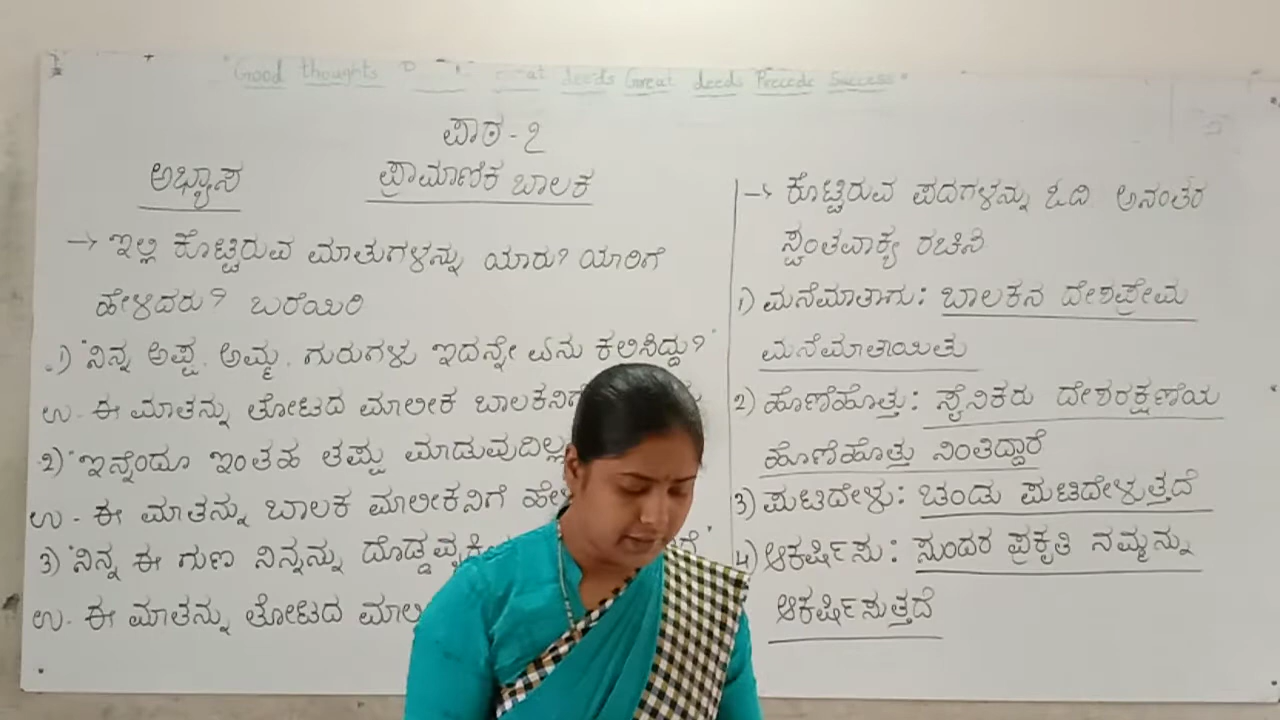 "Good thoughts deeds Great deeds Precede Success"
ಪಾಠ - ೭
ಅಭ್ಯಾಸ ಪ್ರಾಮಾಣಿಕ ಬಾಲಕ
→ ಇಲ್ಲಿ ಕೊಟ್ಟಿರುವ ಮಾತುಗಳನ್ನು ಯಾರು? ಯಾರಿಗೆ
ಹೇಳಿದರು? ಬರೆಯಿರಿ
1) "ನಿನ್ನ ಅಪ್ಪ, ಅಮ್ಮ, ಗುರುಗಳು ಇದನ್ನೇ ಏನು ಕಲಿಸಿದ್ದು?"
ಉ - ಈ ಮಾತನ್ನು ತೋಟದ ಮಾಲೀಕ
2) "ಇನ್ನೆಂದೂ ಇಂತಹ ತಪ್ಪು ಮಾಡುವುದಿಲ್ಲ
ಉ - ಈ ಮಾತನ್ನು ಬಾಲಕ ಮಾಲೀಕನಿಗೆ
3) "ನಿನ್ನ ಈ ಗುಣ ನಿನ್ನನ್ನು
ಉ - ಈ ಮಾತನ್ನು ತೋಟದ
→ ಕೊಟ್ಟಿರುವ ಪದಗಳನ್ನು ಓದಿ ಅನಂತರ
ಸ್ವಂತವಾಕ್ಯ ರಚಿಸಿ
1) ಮನೆಮಾತಾಗು: ಬಾಲಕನ ದೇಶಪ್ರೇಮ
ಮನೆಮಾತಾಯಿತು
2) ಹೊಣೆಹೊತ್ತು: ಸೈನಿಕರು ದೇಶರಕ್ಷಣೆಯ
ಹೊಣೆಹೊತ್ತು ನಿಂತಿದ್ದಾರೆ
3) ಪುಟಿದೇಳು: ಚೆಂಡು ಪುಟಿದೇಳುತ್ತದೆ
4) ಆಕರ್ಷಿಸು: ಸುಂದರ ಪ್ರಕೃತಿ ನಮ್ಮನ್ನು
ಆಕರ್ಷಿಸುತ್ತದೆ